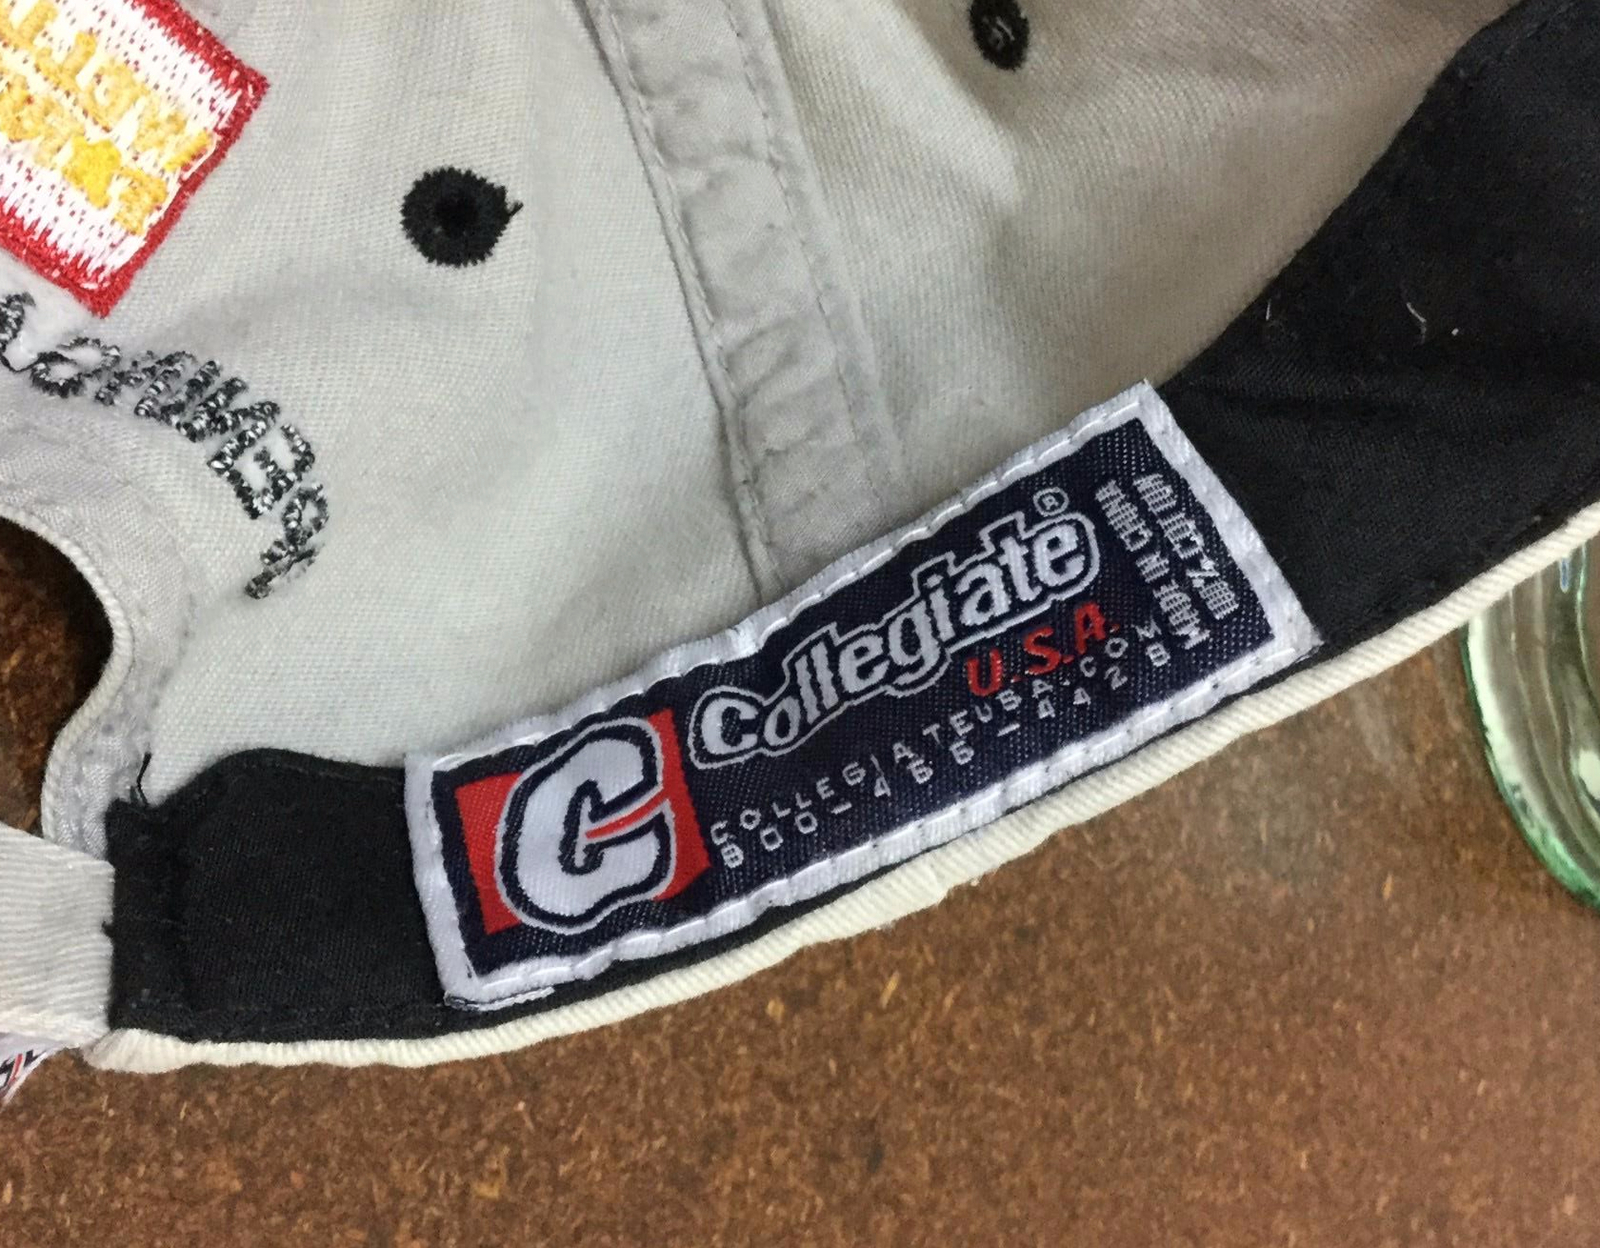 Collegiate®
U.S.A.
COLLEGIATEUSA.COM
800-466-4428
MADE IN CHINA
100% COTTON